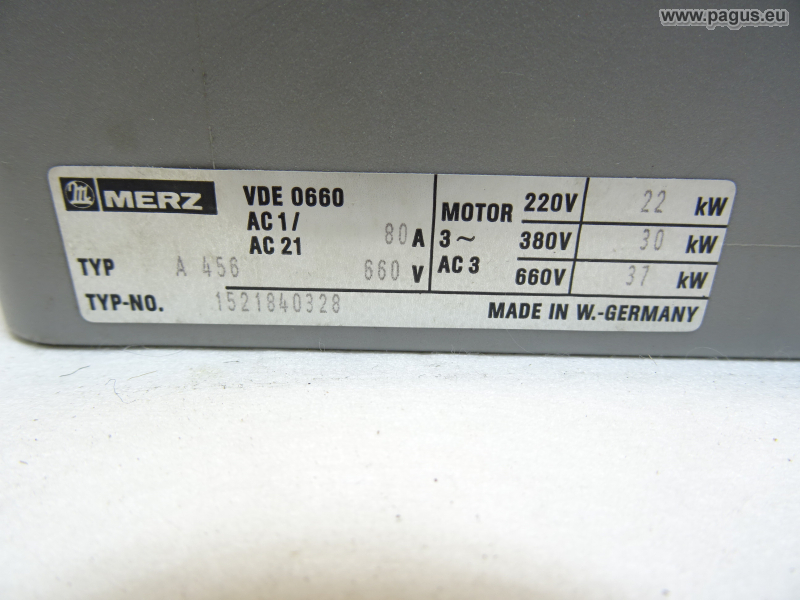 www.pagus.eu
m MERZ
VDE 0660
AC 1/
AC 21
80 A
660 V
TYP A 456
TYP-NO. 1521840328
MOTOR
3~
AC 3
220V 22 kW
380V 30 kW
660V 37 kW
MADE IN W.-GERMANY